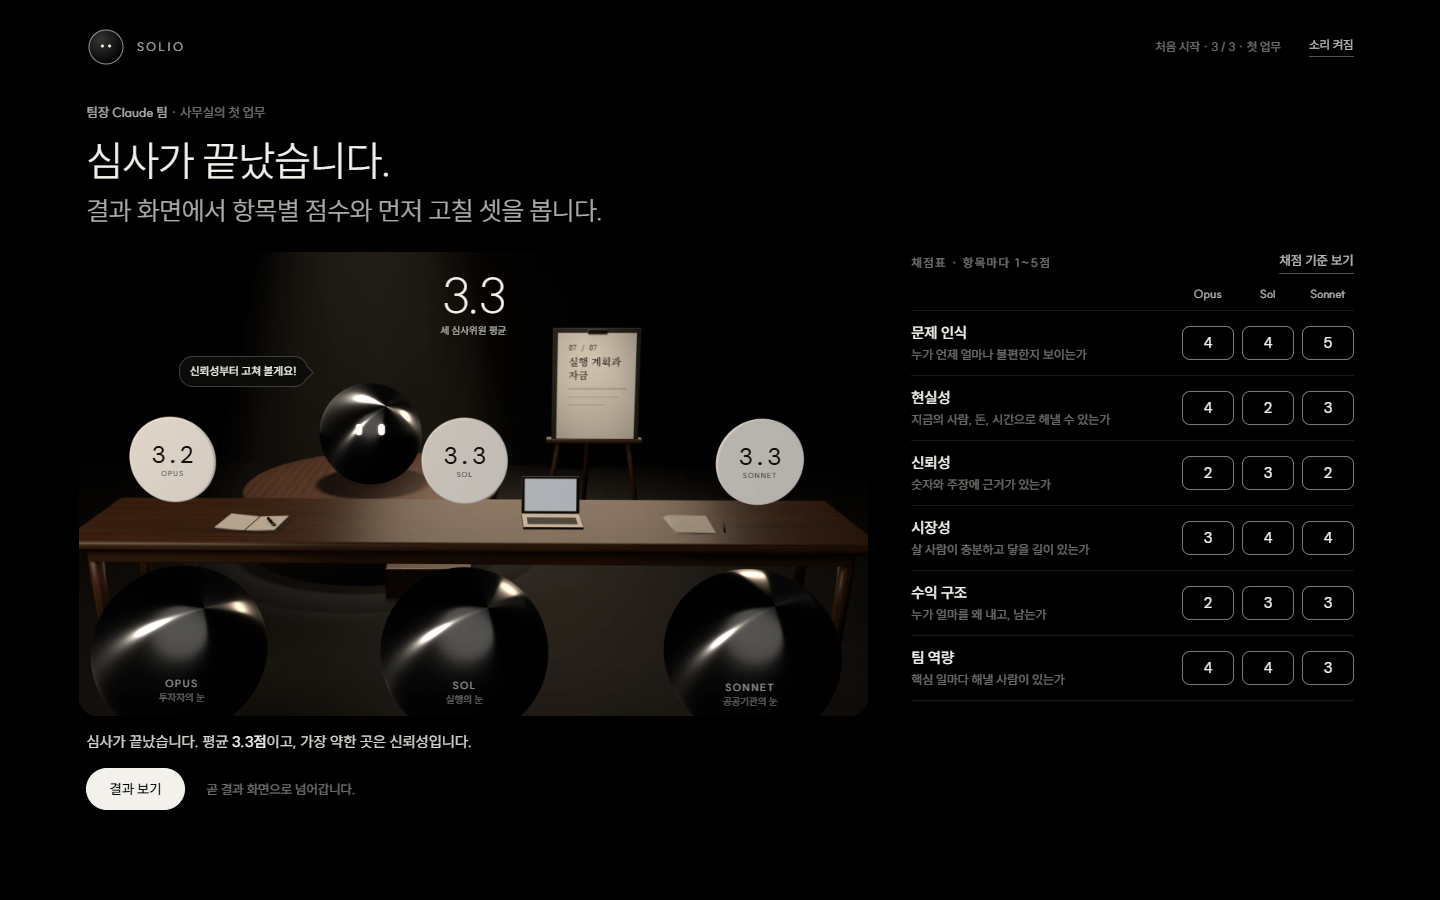 SOLIO
처음 시작 · 3 / 3 · 첫 업무
소리 켜짐
팀장 Claude 팀 · 사무실의 첫 업무
심사가 끝났습니다.
결과 화면에서 항목별 점수와 먼저 고칠 셋을 봅니다.
3.3
세 심사위원 평균
07 / 07
실행 계획과
자금
신뢰성부터 고쳐 볼게요!
3.2
OPUS
3.3
SOL
3.3
SONNET
OPUS
투자자의 눈
SOL
실행의 눈
SONNET
공공기관의 눈
심사가 끝났습니다. 평균 3.3점이고, 가장 약한 곳은 신뢰성입니다.
결과 보기
곧 결과 화면으로 넘어갑니다.
채점표 · 항목마다 1~5점
채점 기준 보기
Opus Sol Sonnet
문제 인식
누가 언제 얼마나 불편한지 보이는가
4 4 5
현실성
지금의 사람, 돈, 시간으로 해낼 수 있는가
4 2 3
신뢰성
숫자와 주장에 근거가 있는가
2 3 2
시장성
살 사람이 충분하고 닿을 길이 있는가
3 4 4
수익 구조
누가 얼마를 왜 내고, 남는가
2 3 3
팀 역량
핵심 일마다 해낼 사람이 있는가
4 4 3